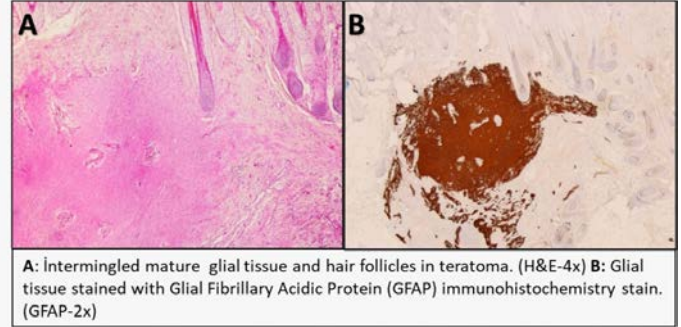 A
B
A: İntermingled mature glial tissue and hair follicles in teratoma. (H&E-4x) B: Glial
tissue stained with Glial Fibrillary Acidic Protein (GFAP) immunohistochemistry stain.
(GFAP-2x)